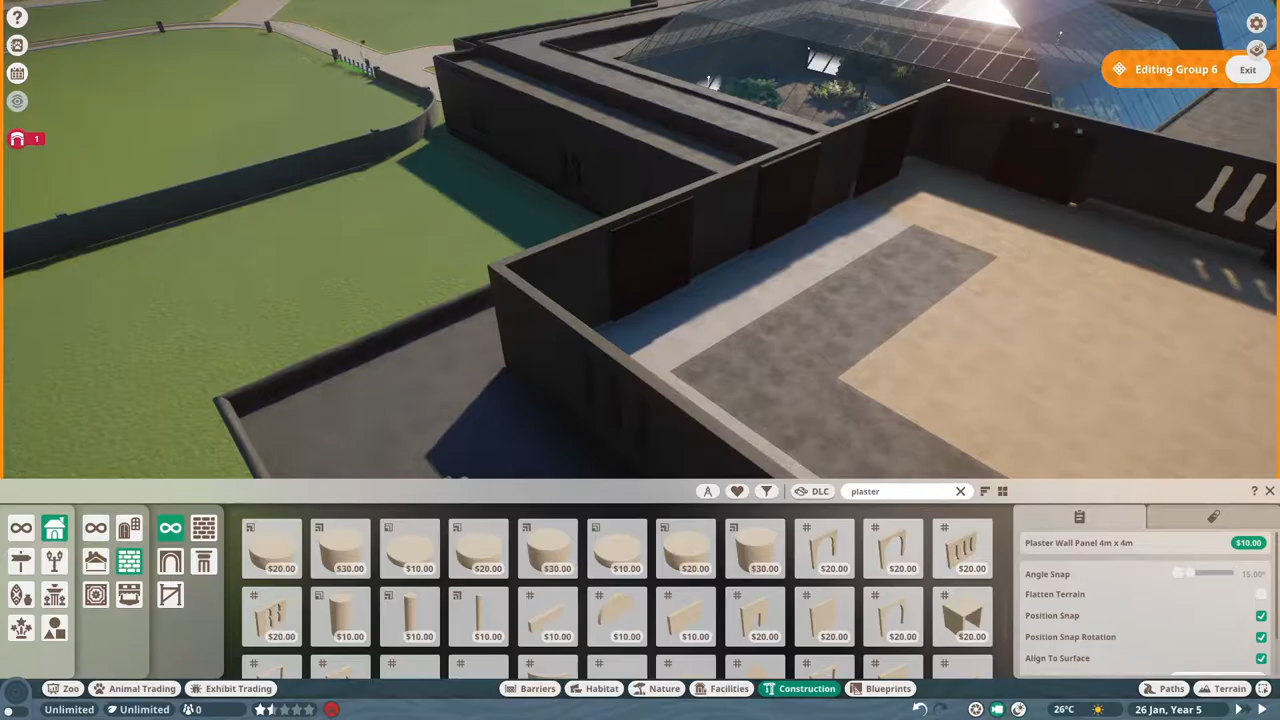 ?
Editing Group 6
Exit
1
DLC
plaster
?
$20.00 $30.00 $10.00 $20.00 $30.00 $10.00 $20.00 $30.00 $20.00 $20.00 $20.00
$20.00 $10.00 $10.00 $10.00 $10.00 $10.00 $10.00 $20.00 $20.00 $20.00 $20.00
Plaster Wall Panel 4m x 4m $10.00
Angle Snap 15.00°
Flatten Terrain
Position Snap
Position Snap Rotation
Align To Surface
Zoo Animal Trading Exhibit Trading Barriers Habitat Nature Facilities Construction Blueprints Paths Terrain
Unlimited Unlimited 0 26°C 26 Jan, Year 5